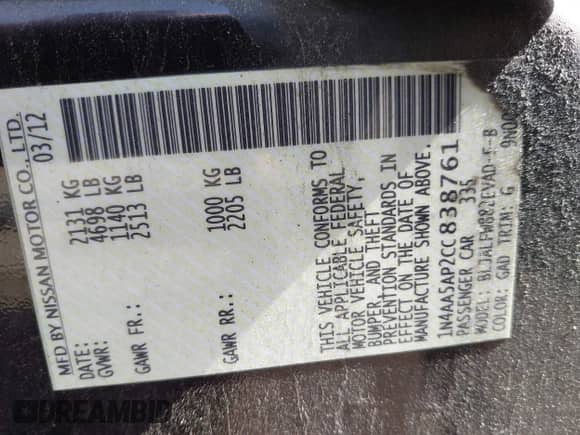 MFD BY NISSAN MOTOR CO., LTD.
DATE: 03/12
GVWR: 2131 KG
4698 LB
GAWR FR.: 1140 KG
2513 LB
GAWR RR.: 1000 KG
2205 LB
THIS VEHICLE CONFORMS TO
ALL APPLICABLE FEDERAL
MOTOR VEHICLE SAFETY,
BUMPER, AND THEFT
PREVENTION STANDARDS IN
EFFECT ON THE DATE OF
MANUFACTURE SHOWN ABOVE.
1N4AA5AP2CC838761
PASSENGER CAR
MODEL:
COLOR: GAD TRIM: G
DREAMBID